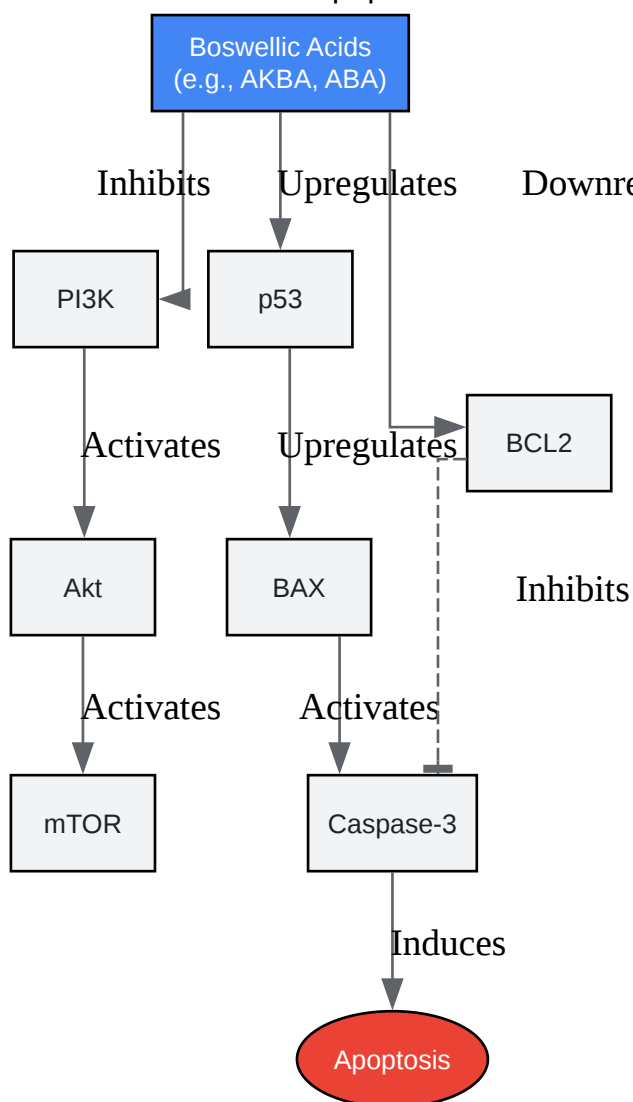 Boswellic Acids
(e.g., AKBA, ABA)
Inhibits
Upregulates
Downre
PI3K
p53
Activates
Upregulates
BCL2
Akt
BAX
Inhibits
Activates
Activates
mTOR
Caspase-3
Induces
Apoptosis